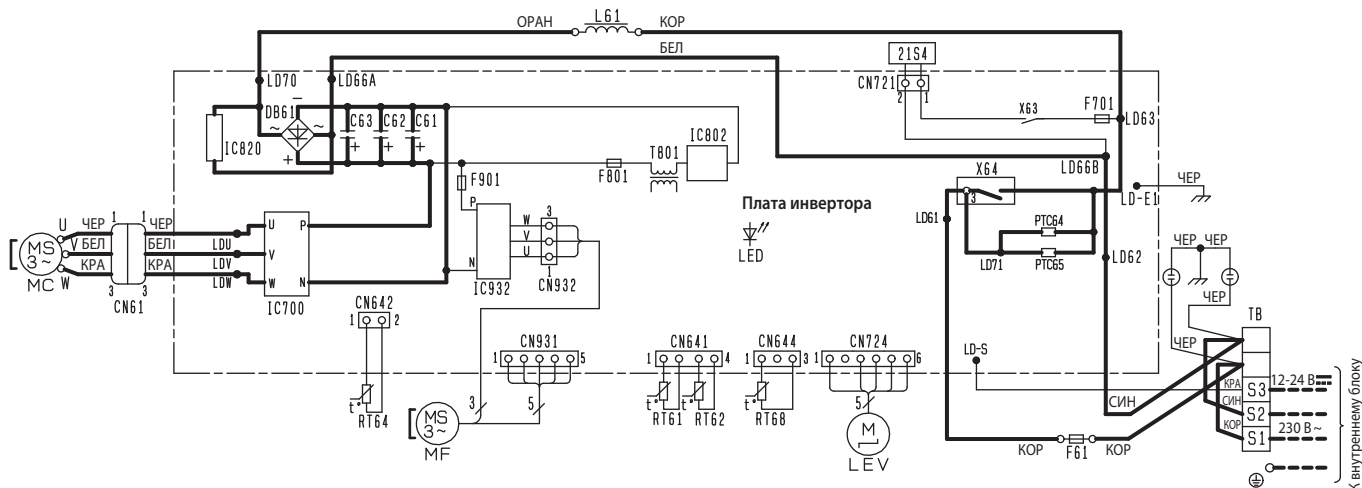 ОРАН L61 КОР
БЕЛ
21S4
LD70 LD66A
CN721
2 1
X63 F701
LD63
DB61
~ − ~
+
IC820
C63 C62 C61
+ + +
T801 IC802
F801
F901
LD66B
X64
3
LD-E1 ЧЕР
P
N
W
V
U
3
1
IC932 CN932
Плата инвертора
LED
LD61
PTC64
LD71 PTC65
LD62
U ЧЕР 1 1 ЧЕР
V БЕЛ БЕЛ
КРА КРА
W 3 3
MS
3~
MC
CN61
LDU
LDV
LDW
U P
V
W N
IC700
ЧЕР ЧЕР
ЧЕР
TB
ЧЕР
CN642
1 2
t°
RT64
CN931
1 5
3 5
MS
3~
MF
CN641
1 4
t° t°
RT61 RT62
CN644
1 3
t°
RT68
CN724
1 6
5
M
LEV
LD-S
КРА S3 12-24 В
СИН СИН S2
КОР S1 230 В ~
КОР F61 КОР
К внутреннему блоку